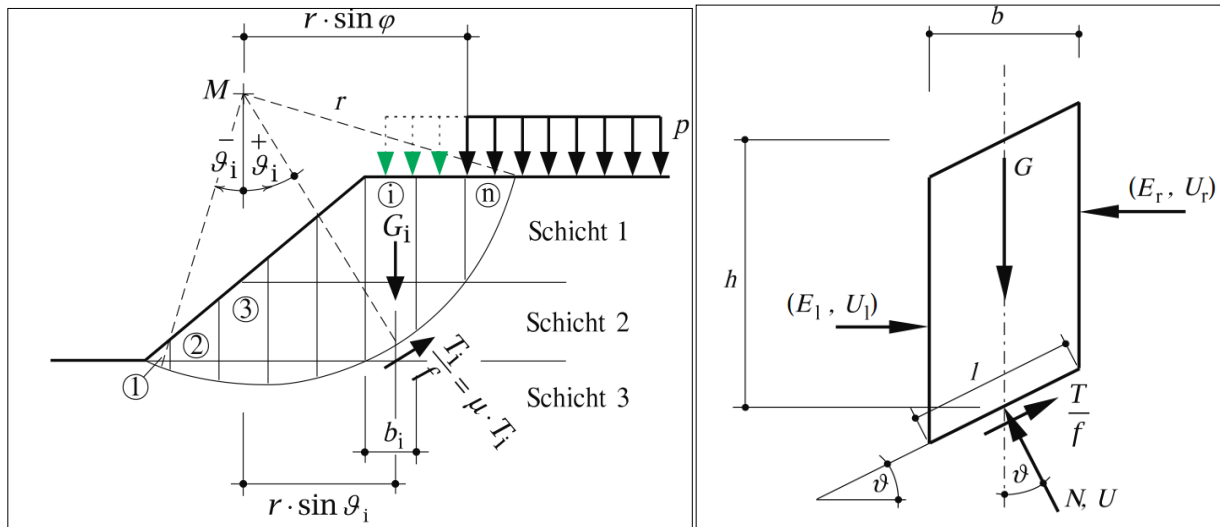 r · sin φ
M
r
p
− +
ϑi ϑi
i
n
Gi
Schicht 1
3
2
Schicht 2
1
Ti/f = μ · Ti
Schicht 3
bi
r · sin ϑi
b
G
(Er , Ur)
h
(El , Ul)
l
T/f
ϑ
ϑ
N, U